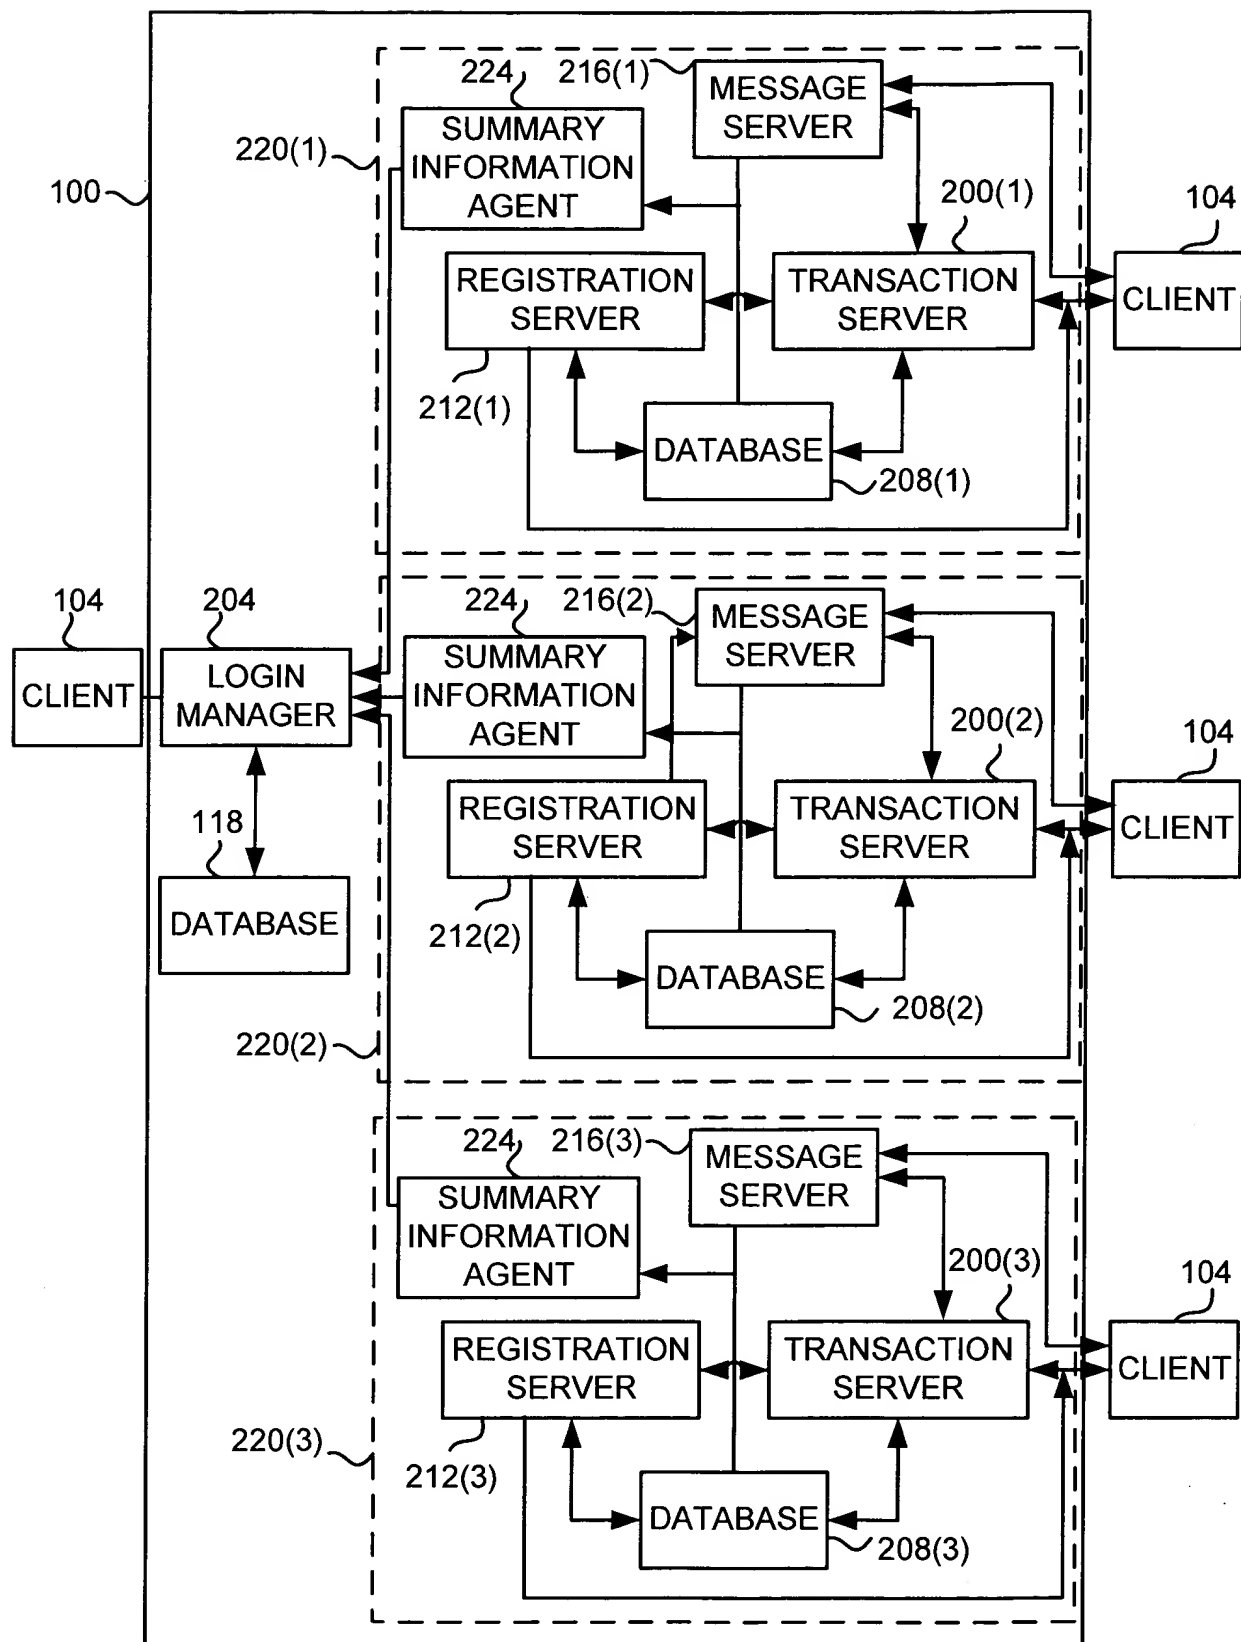 224
216(1)
MESSAGE
SERVER
SUMMARY
INFORMATION
AGENT
220(1)
100
200(1)
104
REGISTRATION
SERVER
TRANSACTION
SERVER
CLIENT
212(1)
DATABASE
208(1)
104
204
224
216(2)
MESSAGE
SERVER
CLIENT
LOGIN
MANAGER
SUMMARY
INFORMATION
AGENT
200(2)
104
118
REGISTRATION
SERVER
TRANSACTION
SERVER
CLIENT
DATABASE
212(2)
DATABASE
208(2)
220(2)
224
216(3)
MESSAGE
SERVER
SUMMARY
INFORMATION
AGENT
200(3)
104
REGISTRATION
SERVER
TRANSACTION
SERVER
CLIENT
220(3)
212(3)
DATABASE
208(3)